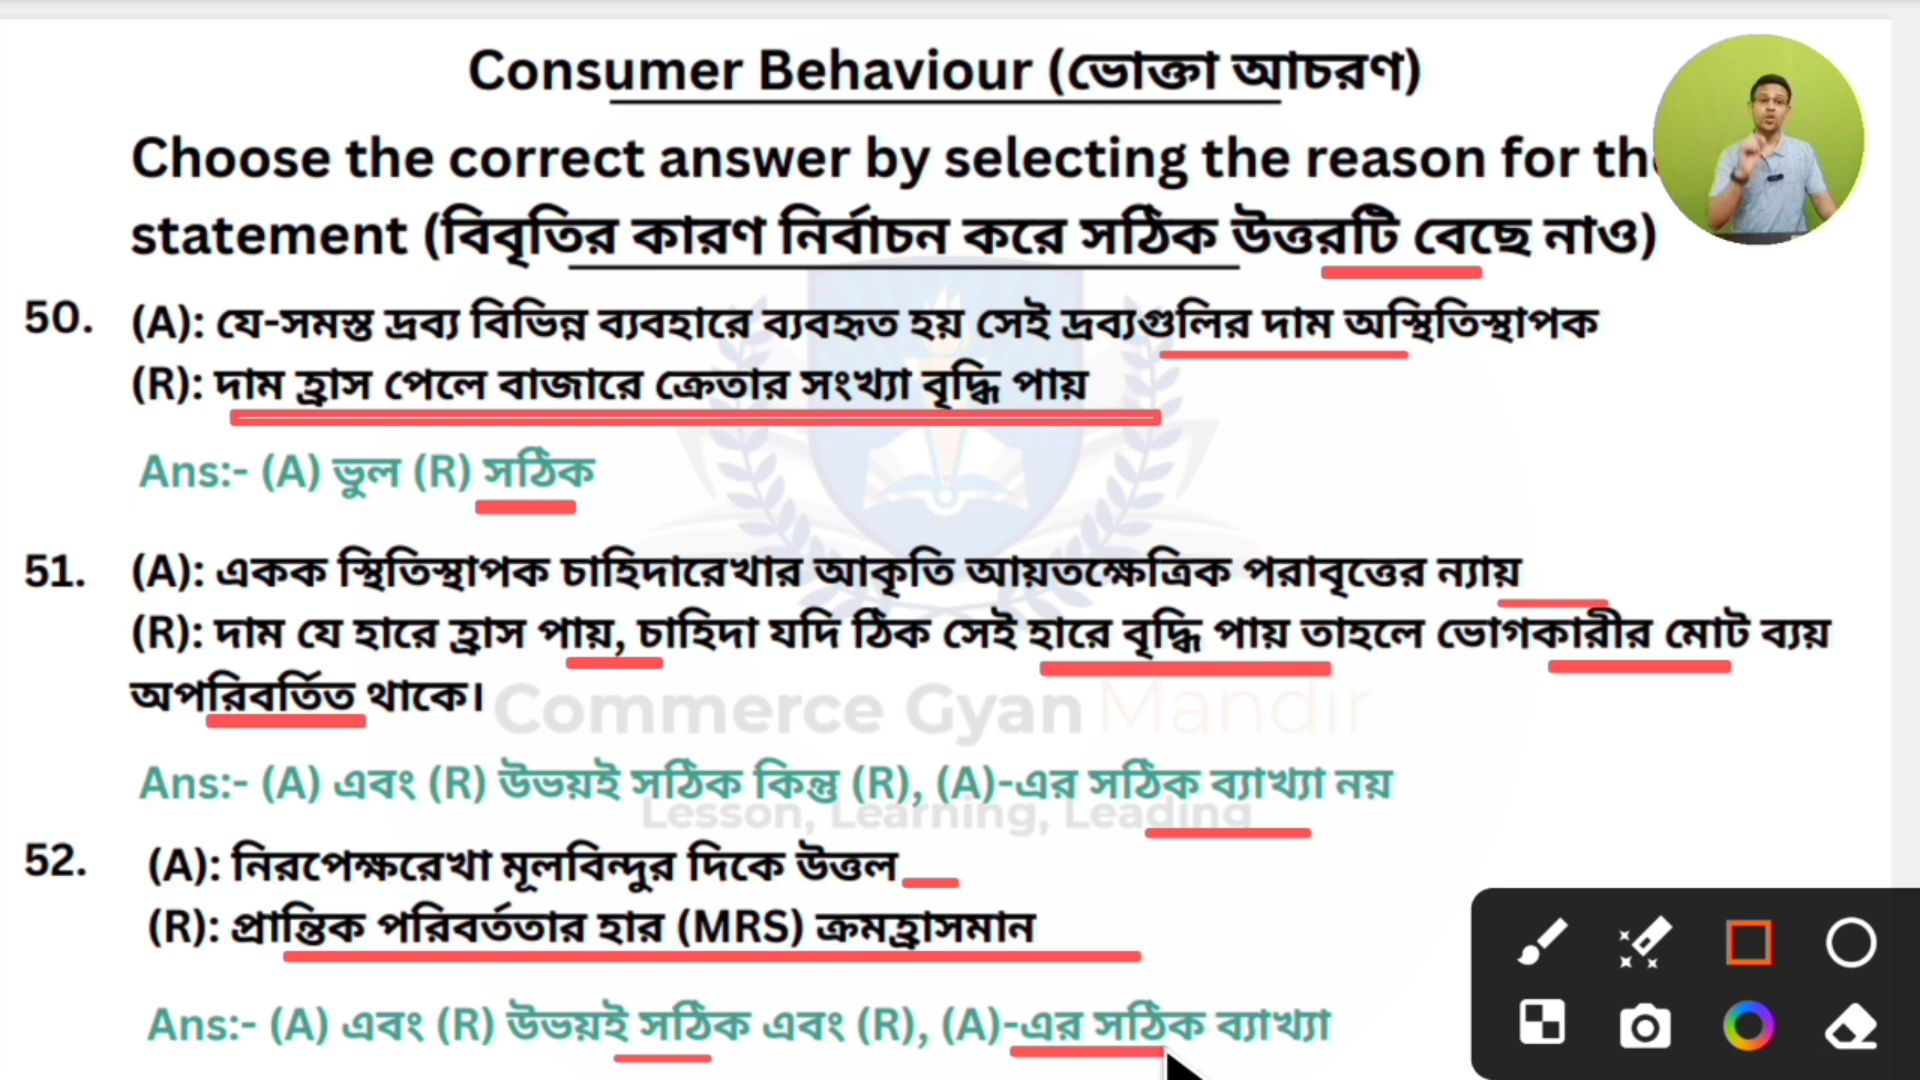 Consumer Behaviour (ভোক্তা আচরণ)
Choose the correct answer by selecting the reason for the
statement (বিবৃতির কারণ নির্বাচন করে সঠিক উত্তরটি বেছে নাও)
50. (A): যে-সমস্ত দ্রব্য বিভিন্ন ব্যবহারে ব্যবহৃত হয় সেই দ্রব্যগুলির দাম অস্থিতিস্থাপক
(R): দাম হ্রাস পেলে বাজারে ক্রেতার সংখ্যা বৃদ্ধি পায়
Ans:- (A) ভুল (R) সঠিক
51. (A): একক স্থিতিস্থাপক চাহিদারেখার আকৃতি আয়তক্ষেত্রিক পরাবৃত্তের ন্যায়
(R): দাম যে হারে হ্রাস পায়, চাহিদা যদি ঠিক সেই হারে বৃদ্ধি পায় তাহলে ভোগকারীর মোট ব্যয়
অপরিবর্তিত থাকে।
Commerce Gyan Mandir
Ans:- (A) এবং (R) উভয়ই সঠিক কিন্তু (R), (A)-এর সঠিক ব্যাখ্যা নয়
Lesson, Learning, Leading
52. (A): নিরপেক্ষরেখা মূলবিন্দুর দিকে উত্তল
(R): প্রান্তিক পরিবর্ততার হার (MRS) ক্রমহ্রাসমান
Ans:- (A) এবং (R) উভয়ই সঠিক এবং (R), (A)-এর সঠিক ব্যাখ্যা